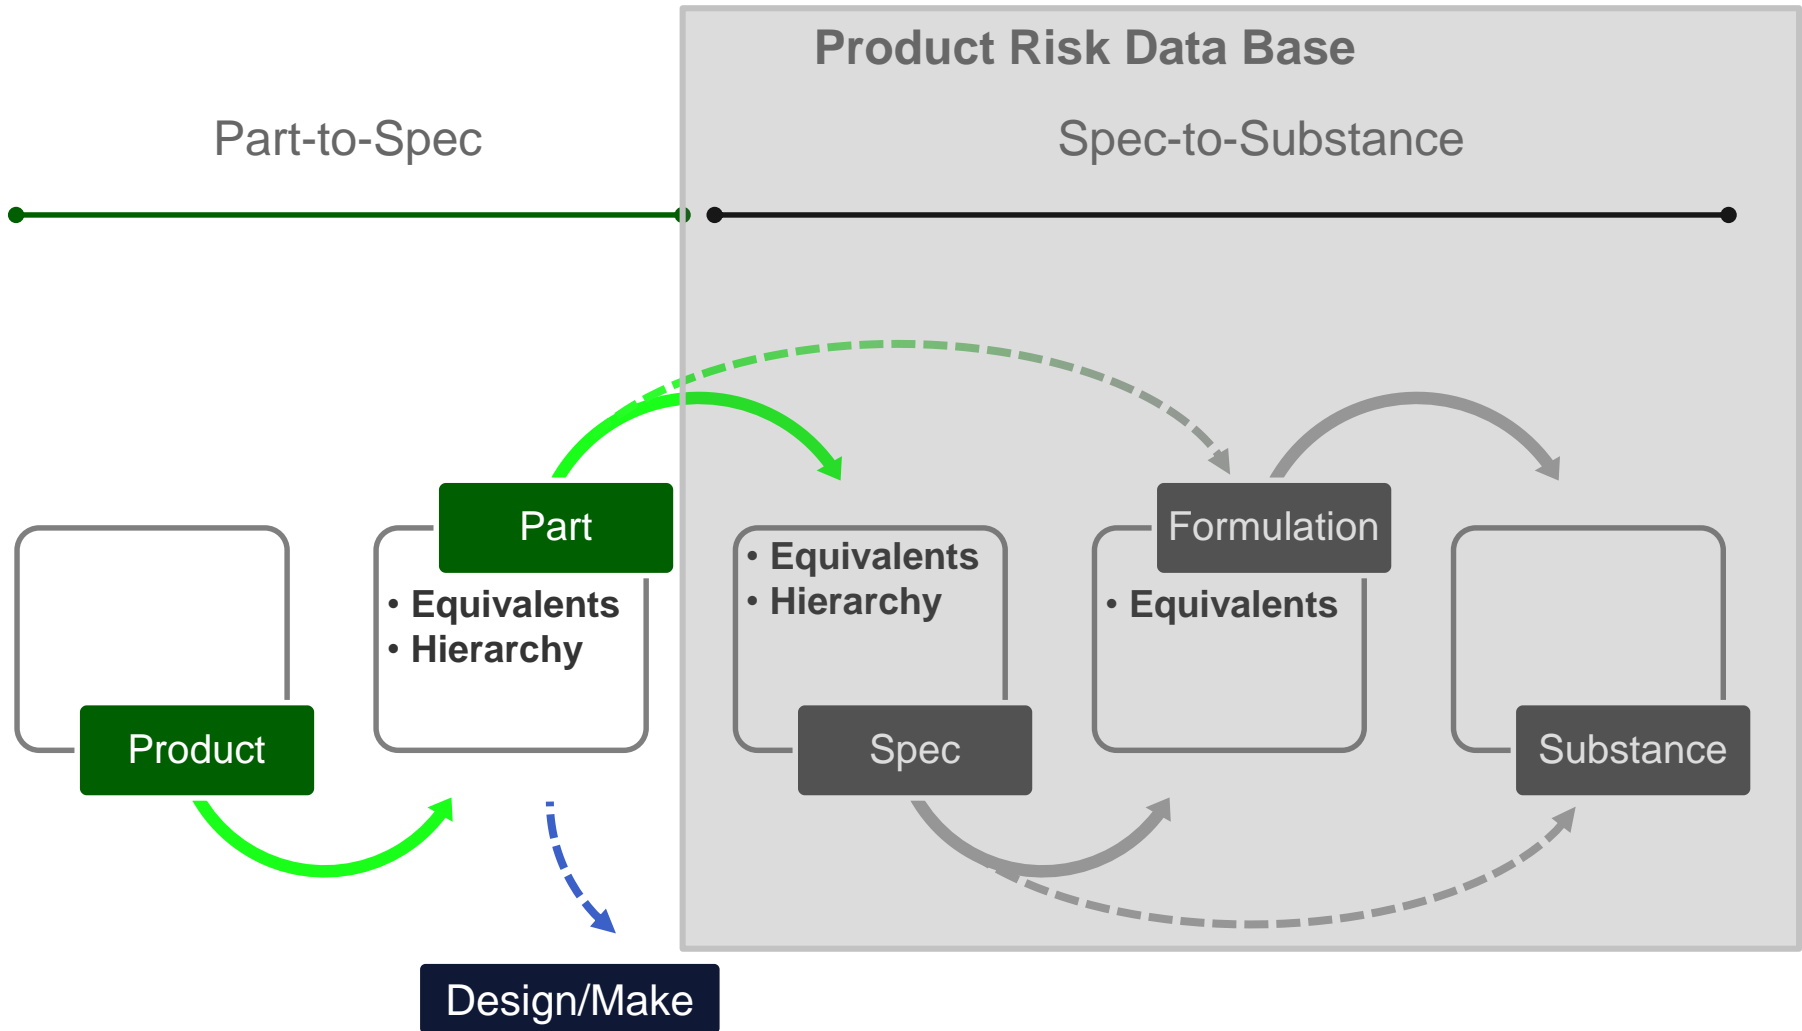 Product Risk Data Base
Part-to-Spec
Spec-to-Substance
Part
• Equivalents
• Hierarchy
Product
• Equivalents
• Hierarchy
Spec
Formulation
• Equivalents
Substance
Design/Make